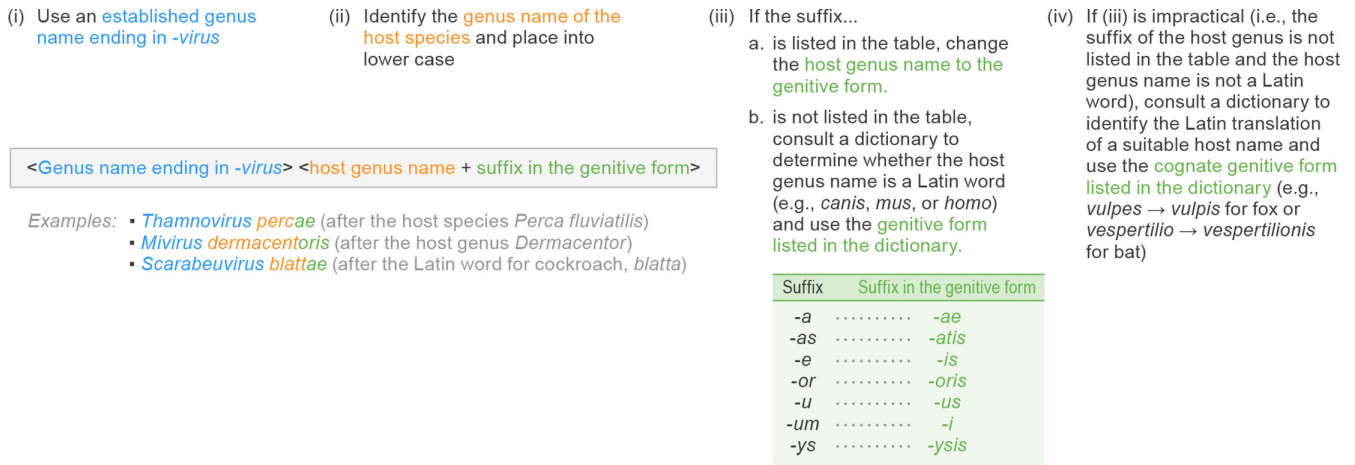 (i) Use an established genus
name ending in -virus
(ii) Identify the genus name of the
host species and place into
lower case
(iii) If the suffix...
a. is listed in the table, change
the host genus name to the
genitive form.
b. is not listed in the table,
consult a dictionary to
determine whether the host
genus name is a Latin word
(e.g., canis, mus, or homo)
and use the genitive form
listed in the dictionary.
Suffix Suffix in the genitive form
-a .......... -ae
-as .......... -atis
-e .......... -is
-or .......... -oris
-u .......... -us
-um .......... -i
-ys .......... -ysis
(iv) If (iii) is impractical (i.e., the
suffix of the host genus is not
listed in the table and the host
genus name is not a Latin
word), consult a dictionary to
identify the Latin translation
of a suitable host name and
use the cognate genitive form
listed in the dictionary (e.g.,
vulpes → vulpis for fox or
vespertilio → vespertilionis
for bat)
<Genus name ending in -virus> <host genus name + suffix in the genitive form>
Examples: ▪ Thamnovirus percae (after the host species Perca fluviatilis)
▪ Mivirus dermacentoris (after the host genus Dermacentor)
▪ Scarabeuvirus blattae (after the Latin word for cockroach, blatta)